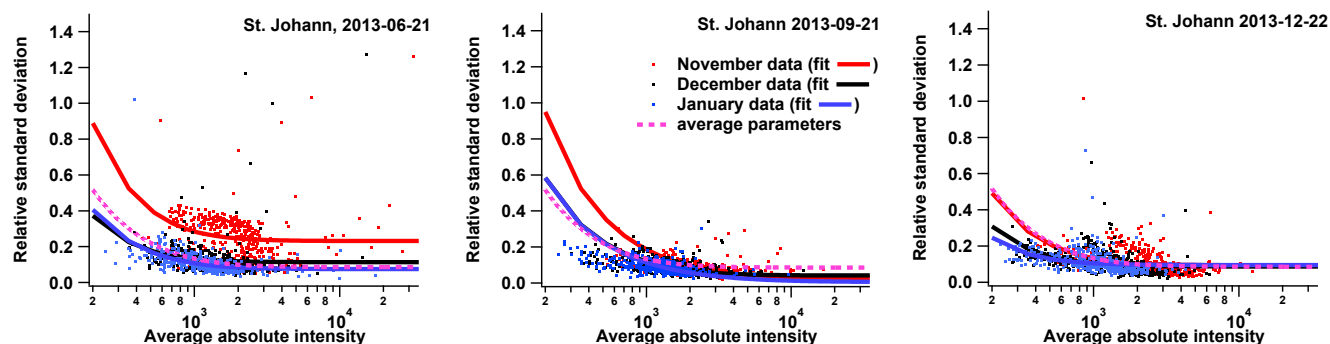 St. Johann, 2013-06-21
Relative standard deviation
1.4
1.2
1.0
0.8
0.6
0.4
0.2
0.0
2 4 6 8 10³ 2 4 6 8 10⁴ 2
Average absolute intensity
St. Johann 2013-09-21
November data (fit )
December data (fit
January data (fit )
average parameters
Relative standard deviation
1.4
1.2
1.0
0.8
0.6
0.4
0.2
0.0
2 4 6 8 10³ 2 4 6 8 10⁴ 2
Average absolute intensity
St. Johann 2013-12-22
Relative standard deviation
1.4
1.2
1.0
0.8
0.6
0.4
0.2
0.0
2 4 6 8 10³ 2 4 6 8 10⁴ 2
Average absolute intensity